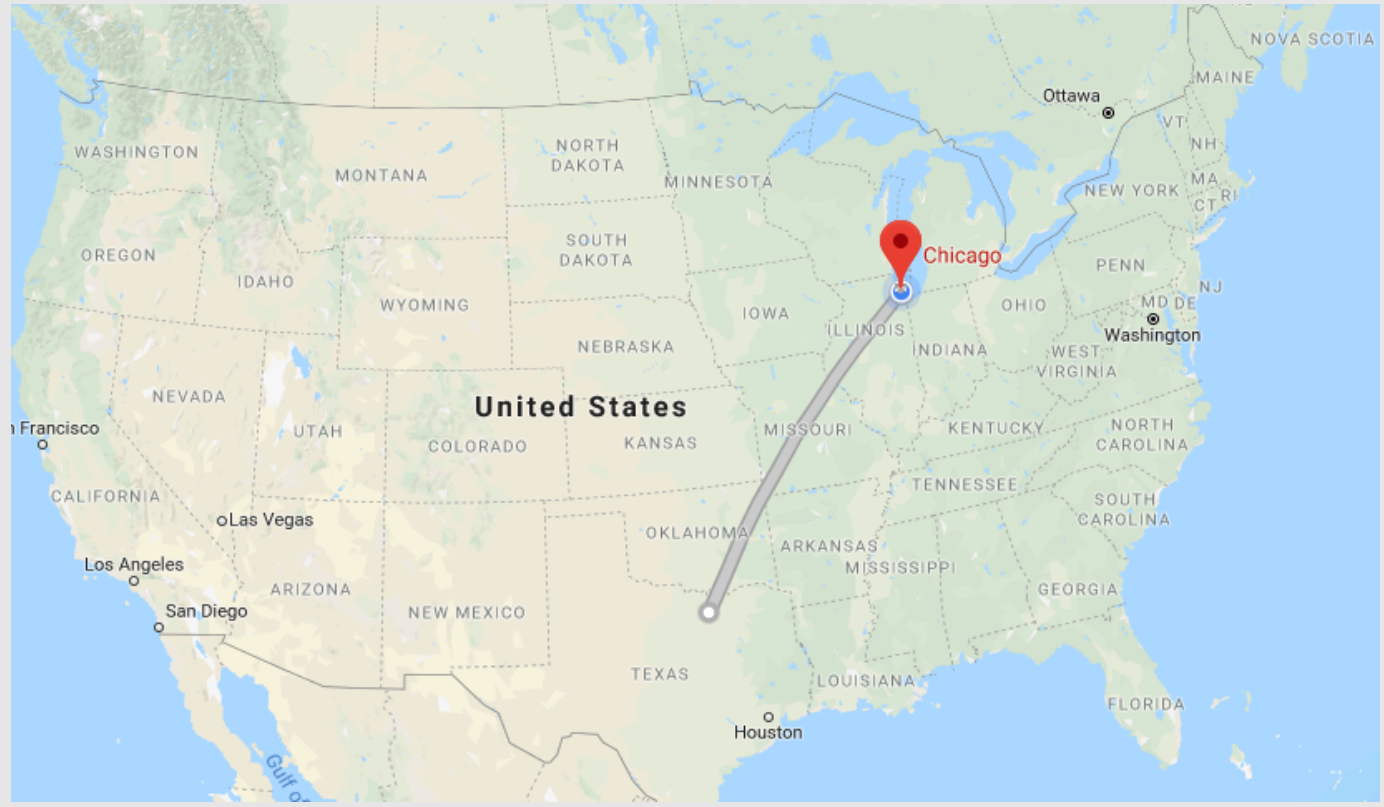 NOVA SCOTIA
MAINE
Ottawa
VT
NH
WASHINGTON
NORTH
DAKOTA
MONTANA
MINNESOTA
MA
RI
CT
NEW YORK
OREGON
SOUTH
DAKOTA
Chicago
PENN
IDAHO
WYOMING
NJ
MD
DE
OHIO
IOWA
ILLINOIS
Washington
NEBRASKA
INDIANA
WEST
VIRGINIA
NEVADA
United States
n Francisco
UTAH
COLORADO
KANSAS
MISSOURI
KENTUCKY
NORTH
CAROLINA
CALIFORNIA
TENNESSEE
SOUTH
CAROLINA
Las Vegas
OKLAHOMA
ARKANSAS
Los Angeles
MISSISSIPPI
ARIZONA
GEORGIA
San Diego
NEW MEXICO
TEXAS
LOUISIANA
FLORIDA
Houston
Gulf of